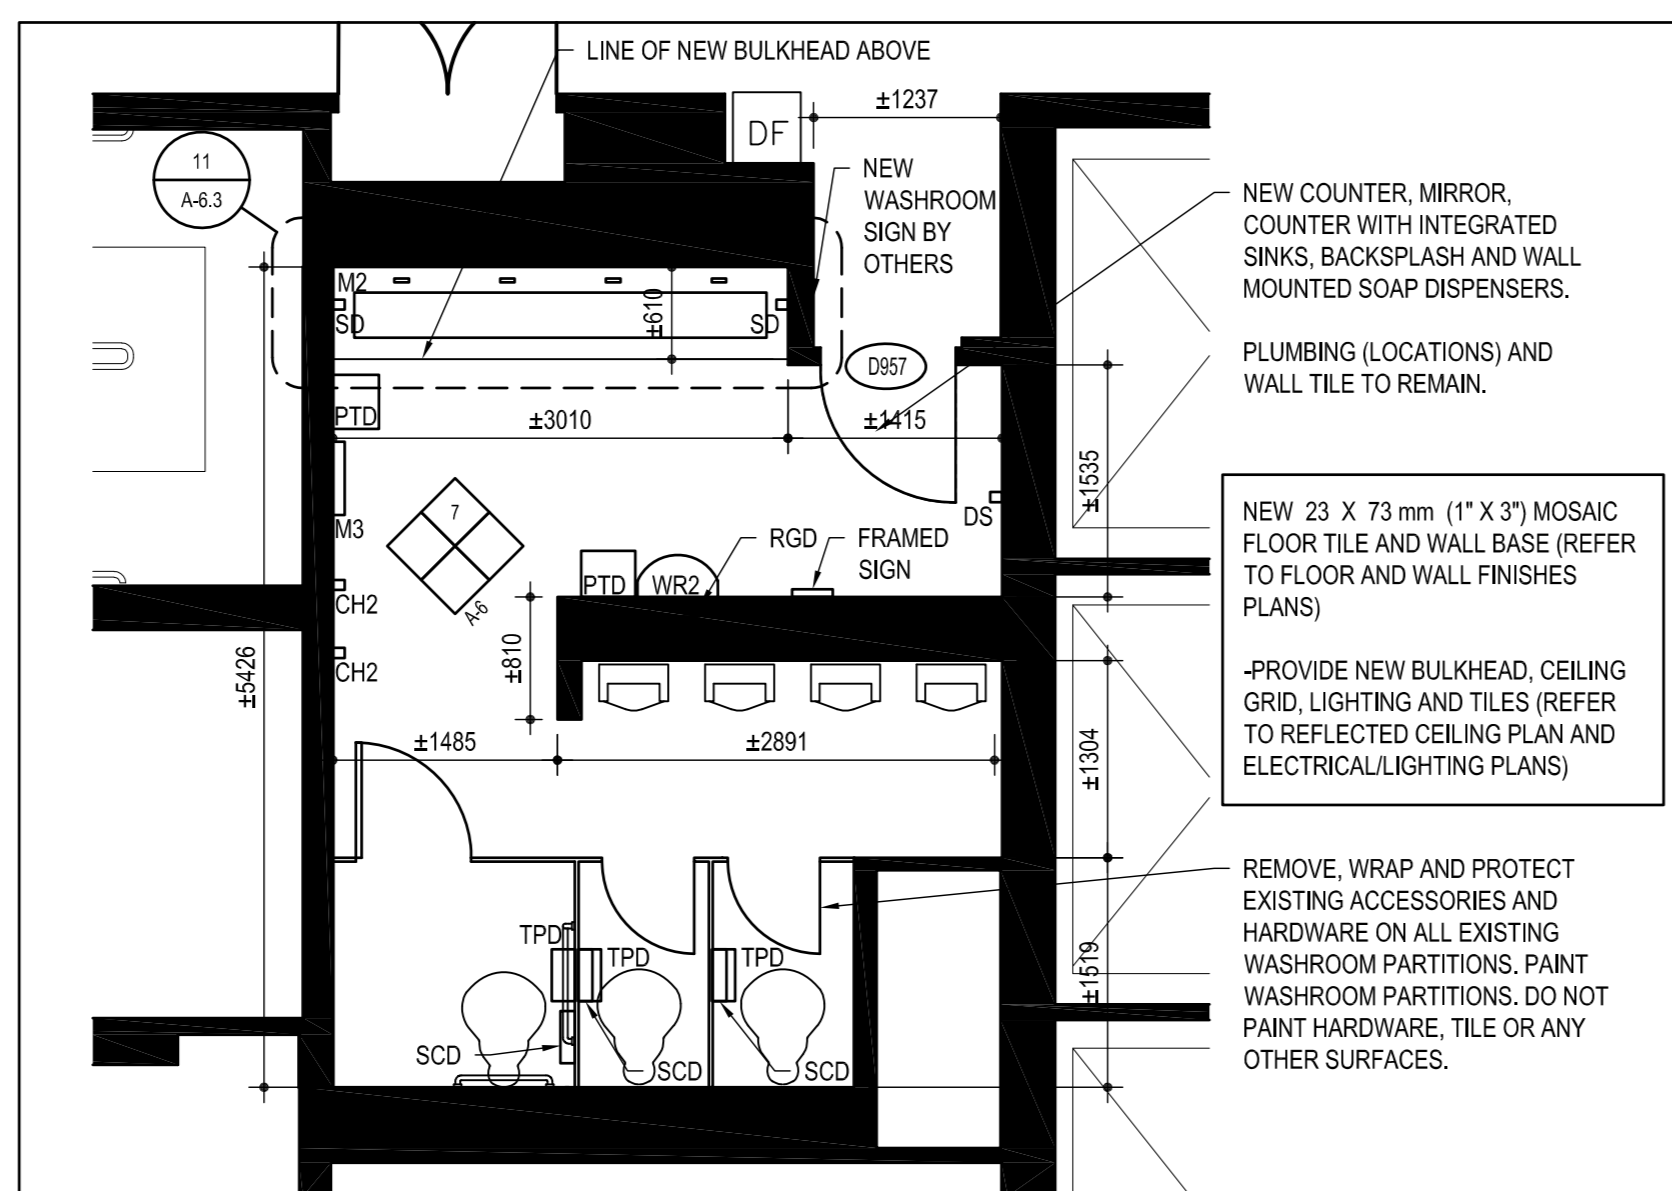 LINE OF NEW BULKHEAD ABOVE
±1237
DF
11
A-6.3
NEW
WASHROOM
SIGN BY
OTHERS
NEW COUNTER, MIRROR,
COUNTER WITH INTEGRATED
SINKS, BACKSPLASH AND WALL
MOUNTED SOAP DISPENSERS.
PLUMBING (LOCATIONS) AND
WALL TILE TO REMAIN.
M2
SD
±610
SD
D957
PTD
±3010
±1415
±1535
M3
7
A-6
DS
RGD
FRAMED
SIGN
PTD
WR2
CH2
CH2
±810
±5426
NEW 23 X 73 mm (1" X 3") MOSAIC
FLOOR TILE AND WALL BASE (REFER
TO FLOOR AND WALL FINISHES
PLANS)
-PROVIDE NEW BULKHEAD, CEILING
GRID, LIGHTING AND TILES (REFER
TO REFLECTED CEILING PLAN AND
ELECTRICAL/LIGHTING PLANS)
±1485
±2891
±1304
REMOVE, WRAP AND PROTECT
EXISTING ACCESSORIES AND
HARDWARE ON ALL EXISTING
WASHROOM PARTITIONS. PAINT
WASHROOM PARTITIONS. DO NOT
PAINT HARDWARE, TILE OR ANY
OTHER SURFACES.
TPD
TPD
TPD
±1519
SCD
SCD
SCD